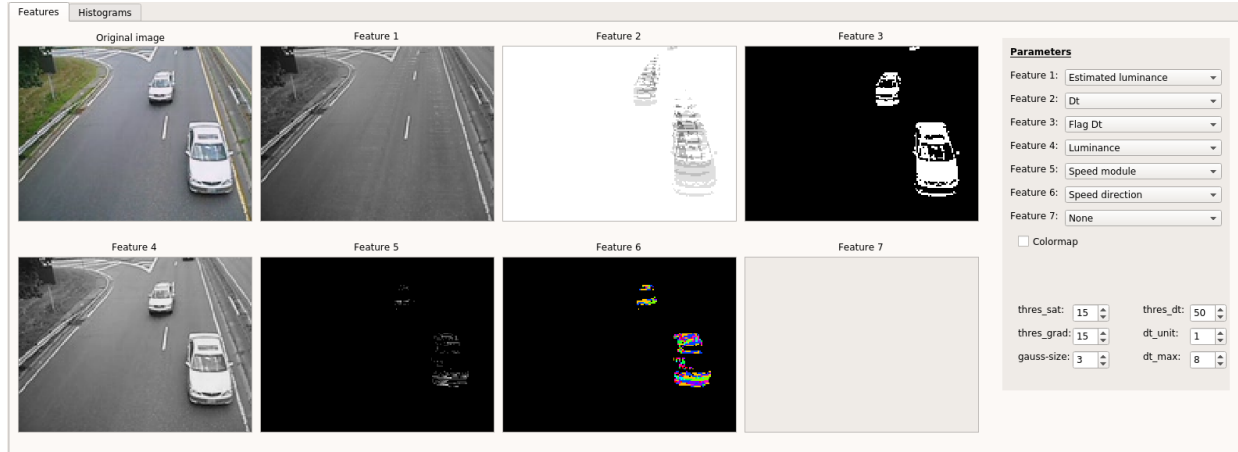 Features Histograms
Original image Feature 1 Feature 2 Feature 3
Feature 4 Feature 5 Feature 6 Feature 7
Parameters
Feature 1: Estimated luminance
Feature 2: Dt
Feature 3: Flag Dt
Feature 4: Luminance
Feature 5: Speed module
Feature 6: Speed direction
Feature 7: None
Colormap
thres_sat: 15 thres_dt: 50
thres_grad: 15 dt_unit: 1
gauss-size: 3 dt_max: 8